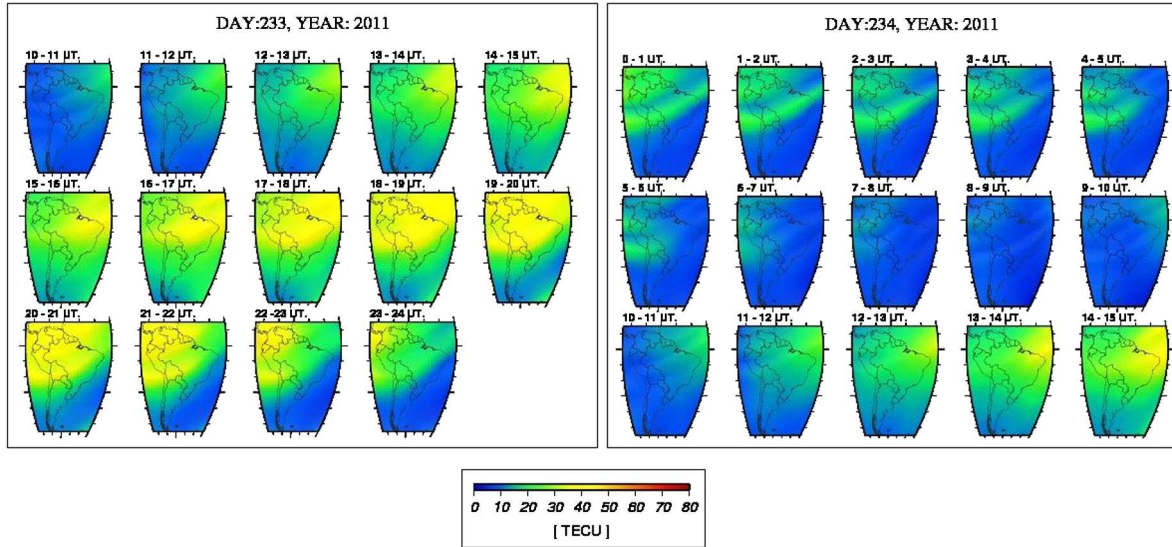 DAY:233, YEAR: 2011
10 - 11 UT. 11 - 12 UT. 12 - 13 UT. 13 - 14 UT. 14 - 15 UT.
15 - 16 UT. 16 - 17 UT. 17 - 18 UT. 18 - 19 UT. 19 - 20 UT.
20 - 21 UT. 21 - 22 UT. 22 - 23 UT. 23 - 24 UT.
DAY:234, YEAR: 2011
0 - 1 UT. 1 - 2 UT. 2 - 3 UT. 3 - 4 UT. 4 - 5 UT.
5 - 6 UT. 6 - 7 UT. 7 - 8 UT. 8 - 9 UT. 9 - 10 UT.
10 - 11 UT. 11 - 12 UT. 12 - 13 UT. 13 - 14 UT. 14 - 15 UT.
0 10 20 30 40 50 60 70 80
[ TECU ]